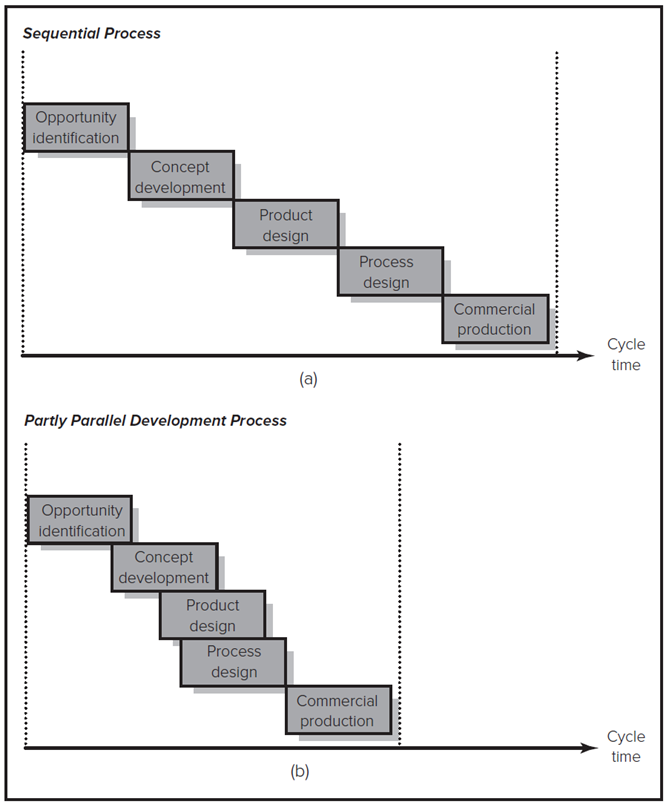 Sequential Process
Opportunity
identification
Concept
development
Product
design
Process
design
Commercial
production
Cycle
time
(a)
Partly Parallel Development Process
Opportunity
identification
Concept
development
Product
design
Process
design
Commercial
production
Cycle
time
(b)